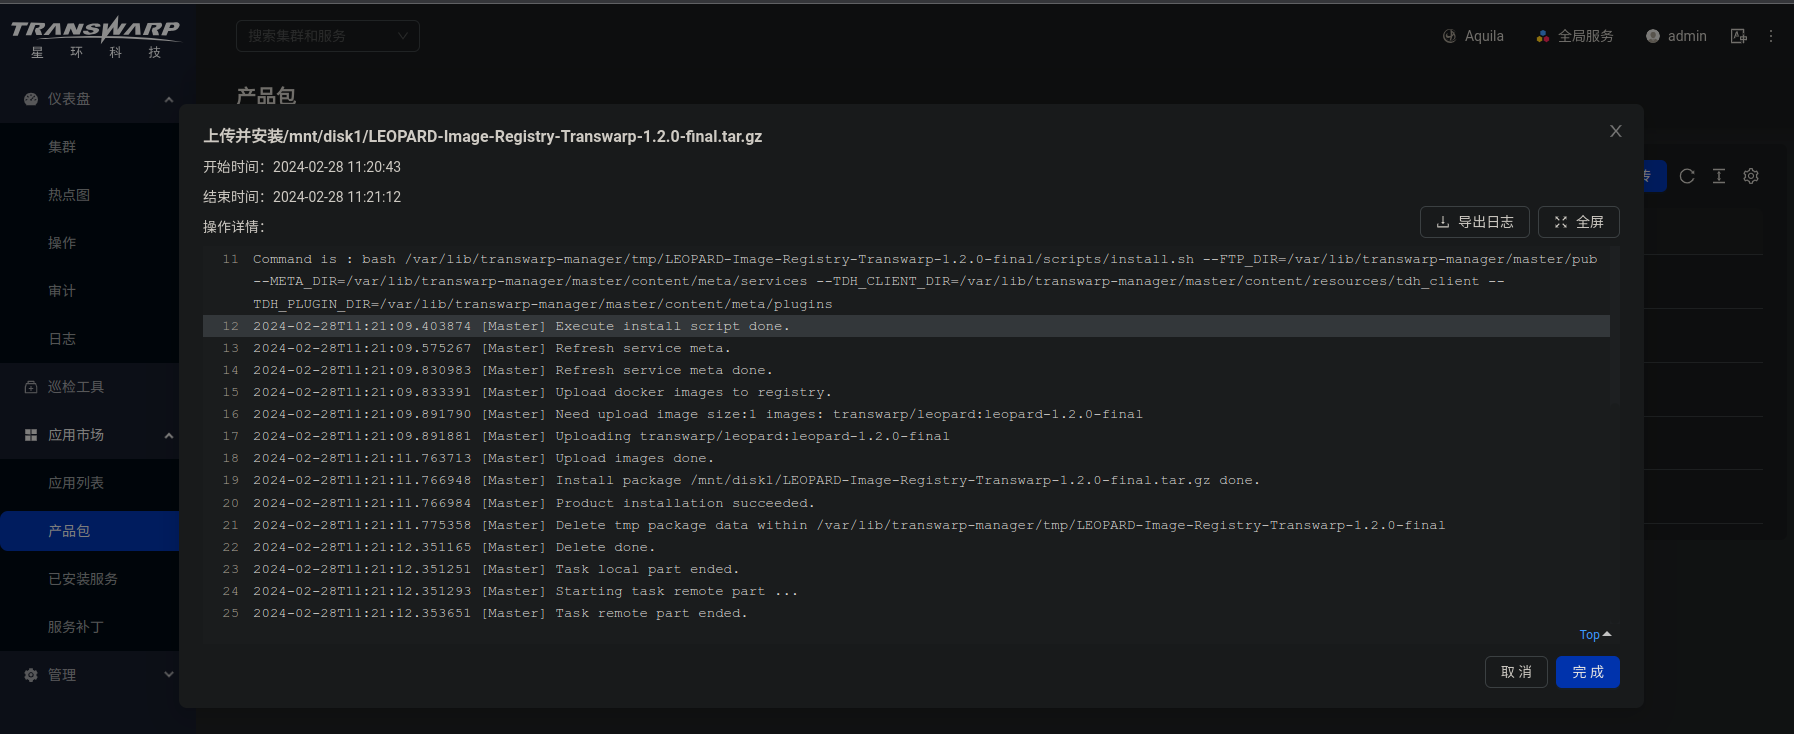 TRANSWARP
星 环 科 技
搜索集群和服务
Aquila
全局服务
admin
仪表盘
集群
热点图
操作
审计
日志
巡检工具
应用市场
应用列表
产品包
已安装服务
服务补丁
管理
产品包
上传并安装/mnt/disk1/LEOPARD-Image-Registry-Transwarp-1.2.0-final.tar.gz
开始时间：2024-02-28 11:20:43
结束时间：2024-02-28 11:21:12
操作详情：
导出日志
全屏
11 Command is : bash /var/lib/transwarp-manager/tmp/LEOPARD-Image-Registry-Transwarp-1.2.0-final/scripts/install.sh --FTP_DIR=/var/lib/transwarp-manager/master/pub
--META_DIR=/var/lib/transwarp-manager/master/content/meta/services --TDH_CLIENT_DIR=/var/lib/transwarp-manager/master/content/resources/tdh_client --
TDH_PLUGIN_DIR=/var/lib/transwarp-manager/master/content/meta/plugins
12 2024-02-28T11:21:09.403874 [Master] Execute install script done.
13 2024-02-28T11:21:09.575267 [Master] Refresh service meta.
14 2024-02-28T11:21:09.830983 [Master] Refresh service meta done.
15 2024-02-28T11:21:09.833391 [Master] Upload docker images to registry.
16 2024-02-28T11:21:09.891790 [Master] Need upload image size:1 images: transwarp/leopard:leopard-1.2.0-final
17 2024-02-28T11:21:09.891881 [Master] Uploading transwarp/leopard:leopard-1.2.0-final
18 2024-02-28T11:21:11.763713 [Master] Upload images done.
19 2024-02-28T11:21:11.766948 [Master] Install package /mnt/disk1/LEOPARD-Image-Registry-Transwarp-1.2.0-final.tar.gz done.
20 2024-02-28T11:21:11.766984 [Master] Product installation succeeded.
21 2024-02-28T11:21:11.775358 [Master] Delete tmp package data within /var/lib/transwarp-manager/tmp/LEOPARD-Image-Registry-Transwarp-1.2.0-final
22 2024-02-28T11:21:12.351165 [Master] Delete done.
23 2024-02-28T11:21:12.351251 [Master] Task local part ended.
24 2024-02-28T11:21:12.351293 [Master] Starting task remote part ...
25 2024-02-28T11:21:12.353651 [Master] Task remote part ended.
Top
取 消
完 成